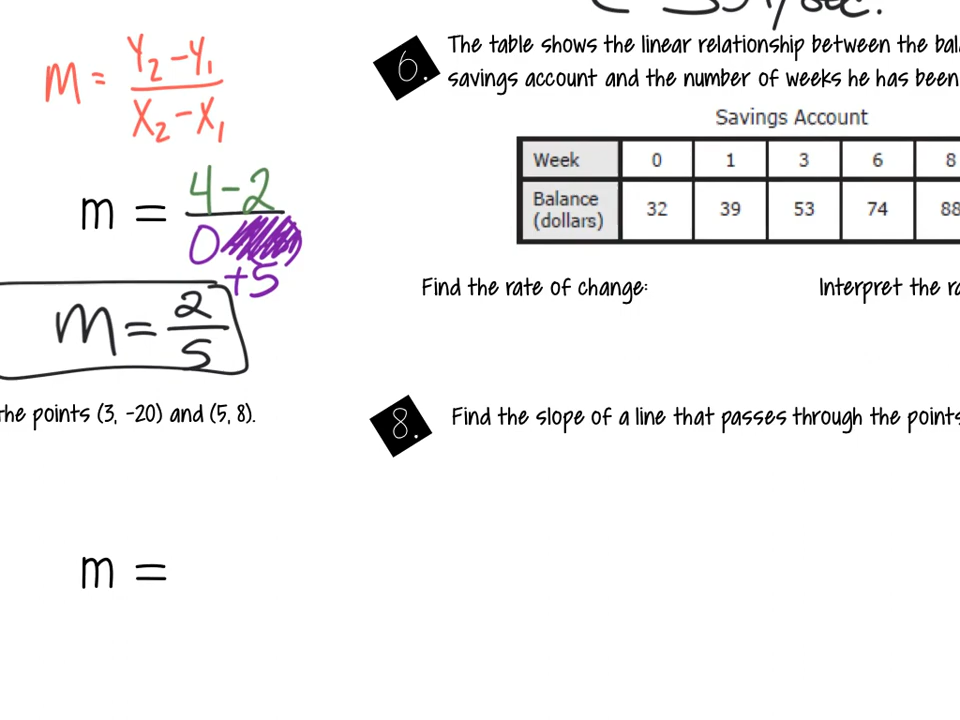 sec.
m = Y₂ - Y₁
X₂ - X₁
m = 4 - 2
0
+5
m = 2
5
the points (3, -20) and (5, 8).
m =
6.
The table shows the linear relationship between the bal
savings account and the number of weeks he has been
Savings Account
Week 0 1 3 6 8
Balance (dollars) 32 39 53 74 88
Find the rate of change: Interpret the ra
8.
Find the slope of a line that passes through the points